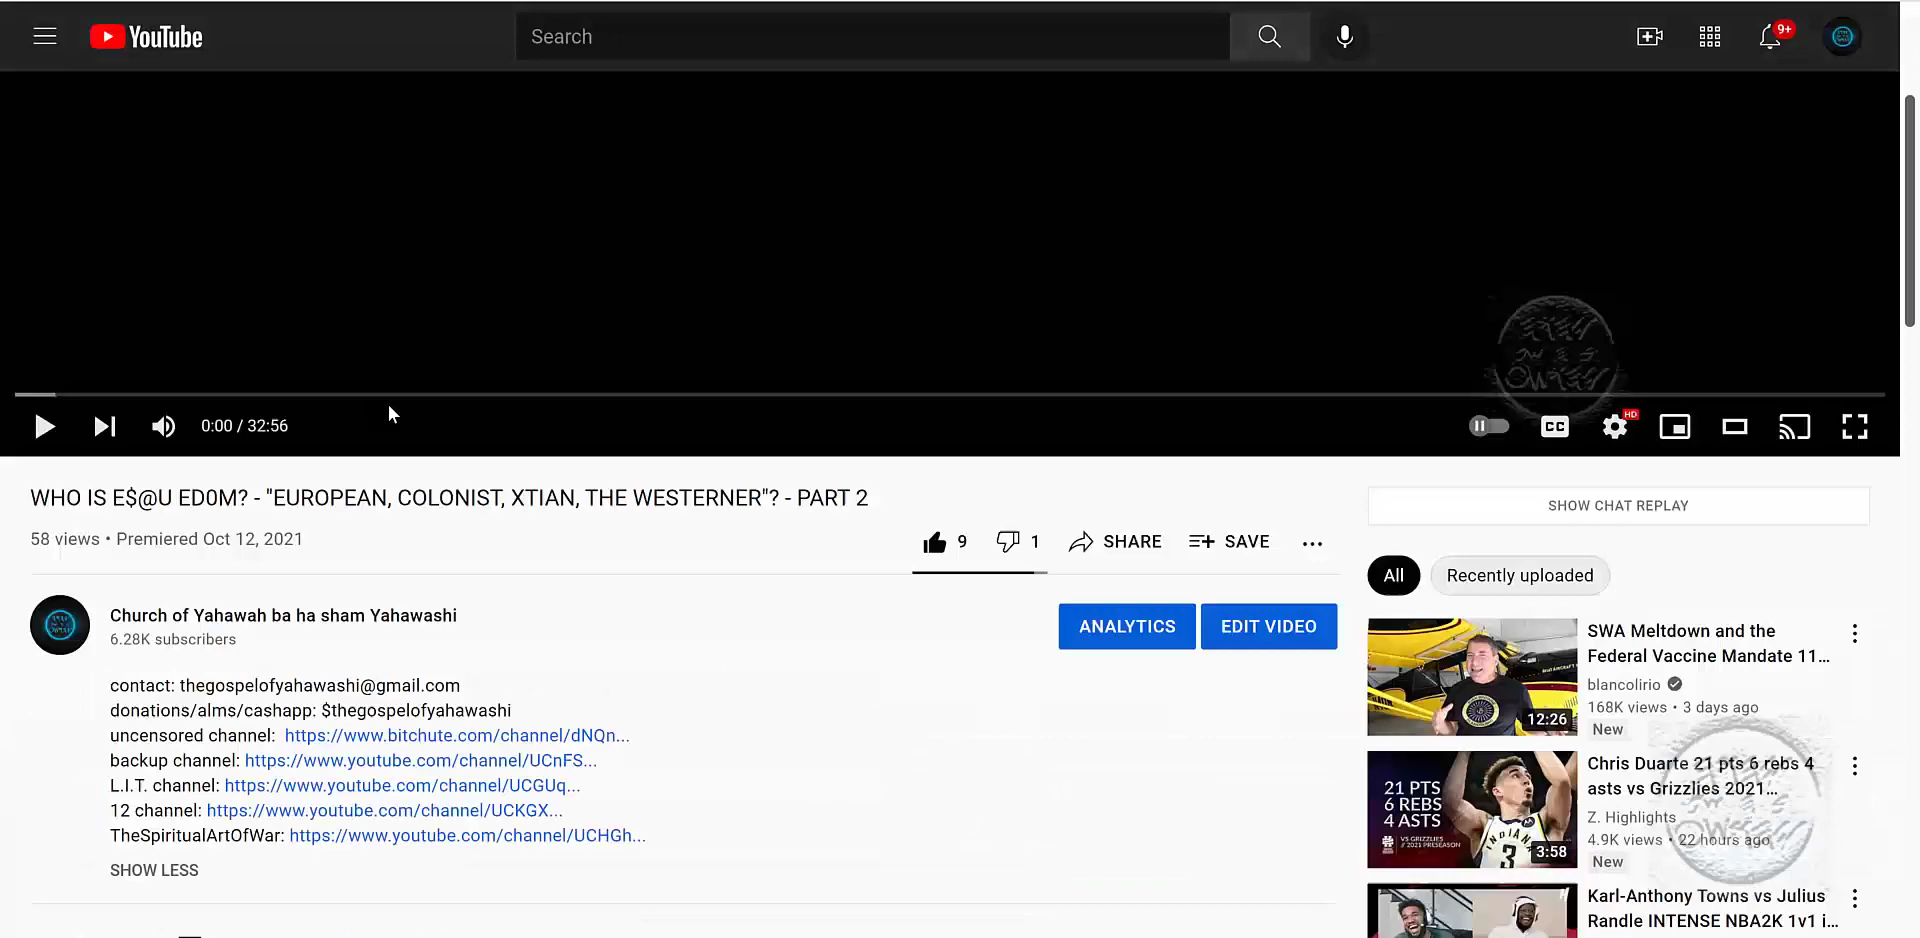 YouTube
Search
9+
0:00 / 32:56
CC
HD
WHO IS E$@U ED0M? - "EUROPEAN, COLONIST, XTIAN, THE WESTERNER"? - PART 2
58 views • Premiered Oct 12, 2021
9
1
SHARE
SAVE
Church of Yahawah ba ha sham Yahawashi
6.28K subscribers
ANALYTICS
EDIT VIDEO
contact: thegospelofyahawashi@gmail.com
donations/alms/cashapp: $thegospelofyahawashi
uncensored channel:  https://www.bitchute.com/channel/dNQn...
backup channel: https://www.youtube.com/channel/UCnFS...
L.I.T. channel: https://www.youtube.com/channel/UCGUq...
12 channel: https://www.youtube.com/channel/UCKGX...
TheSpiritualArtOfWar: https://www.youtube.com/channel/UCHGh...
SHOW LESS
SHOW CHAT REPLAY
All
Recently uploaded
12:26
SWA Meltdown and the
Federal Vaccine Mandate 11...
blancolirio
168K views • 3 days ago
New
21 PTS
6 REBS
4 ASTS
VS GRIZZLIES
// 2021 PRESEASON
INDIANA
3
3:58
Chris Duarte 21 pts 6 rebs 4
asts vs Grizzlies 2021...
Z. Highlights
4.9K views • 22 hours ago
New
Karl-Anthony Towns vs Julius
Randle INTENSE NBA2K 1v1 i...